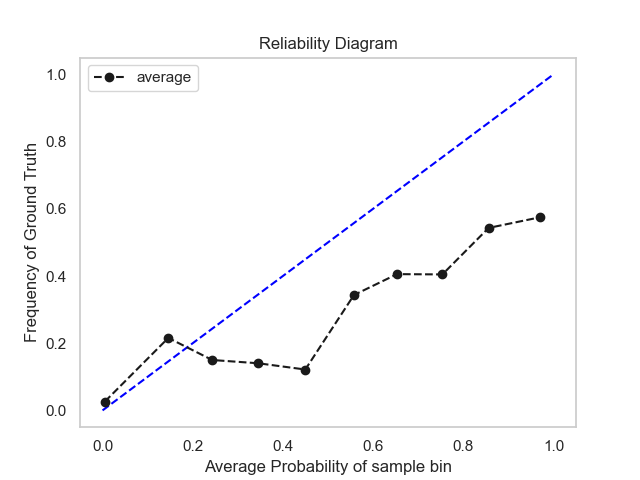 Reliability Diagram
average
Frequency of Ground Truth
1.0
0.8
0.6
0.4
0.2
0.0
0.0 0.2 0.4 0.6 0.8 1.0
Average Probability of sample bin